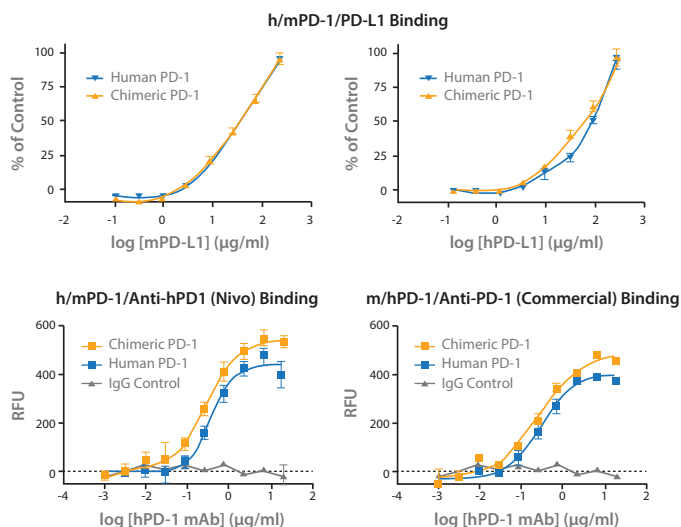 h/mPD-1/PD-L1 Binding
% of Control
100
75
50
25
0
Human PD-1
Chimeric PD-1
-2 -1 0 1 2 3
log [mPD-L1] (µg/ml)
% of Control
100
75
50
25
0
Human PD-1
Chimeric PD-1
-2 -1 0 1 2 3
log [hPD-L1] (µg/ml)
h/mPD-1/Anti-hPD1 (Nivo) Binding
RFU
600
400
200
0
Chimeric PD-1
Human PD-1
IgG Control
-4 -3 -2 -1 0 1 2
log [hPD-1 mAb] (µg/ml)
m/hPD-1/Anti-PD-1 (Commercial) Binding
RFU
600
400
200
0
Chimeric PD-1
Human PD-1
IgG Control
-4 -3 -2 -1 0 1 2
log [hPD-1 mAb] (µg/ml)